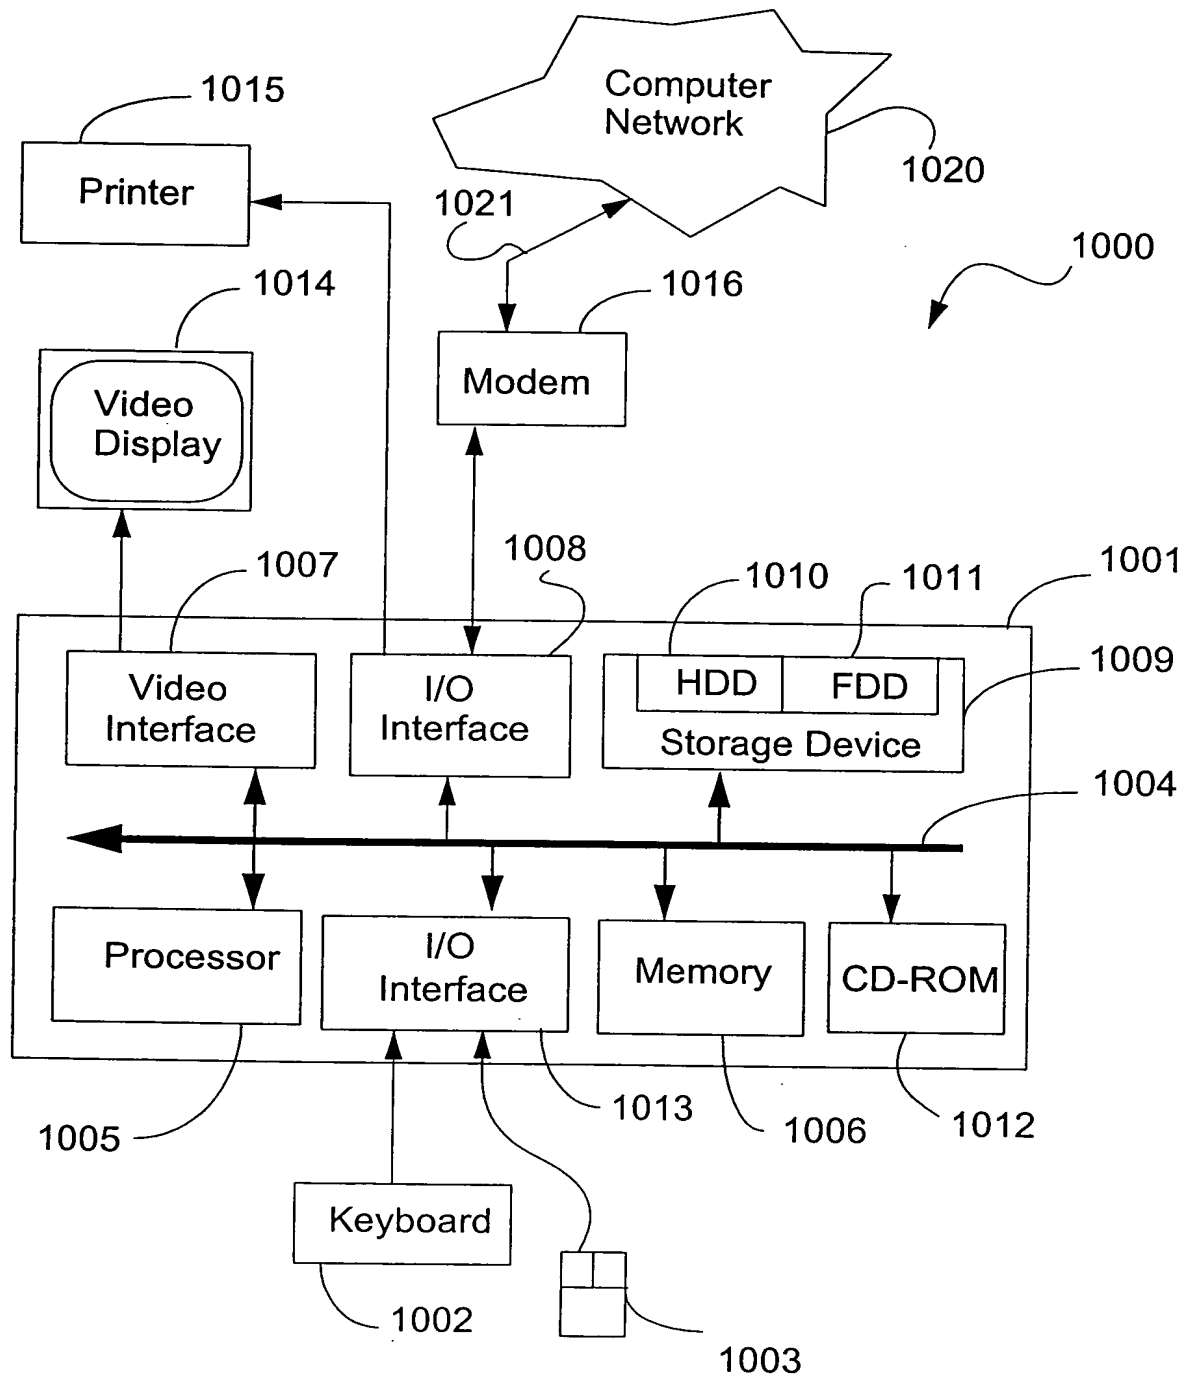 Computer
Network
1015
1020
Printer
1021
1000
1014
1016
Video
Display
Modem
1008
1007
1010
1011
1001
1009
HDD
FDD
Video
Interface
I/O
Interface
Storage Device
1004
Processor
I/O
Interface
Memory
CD-ROM
1005
1013
1006
1012
Keyboard
1002
1003